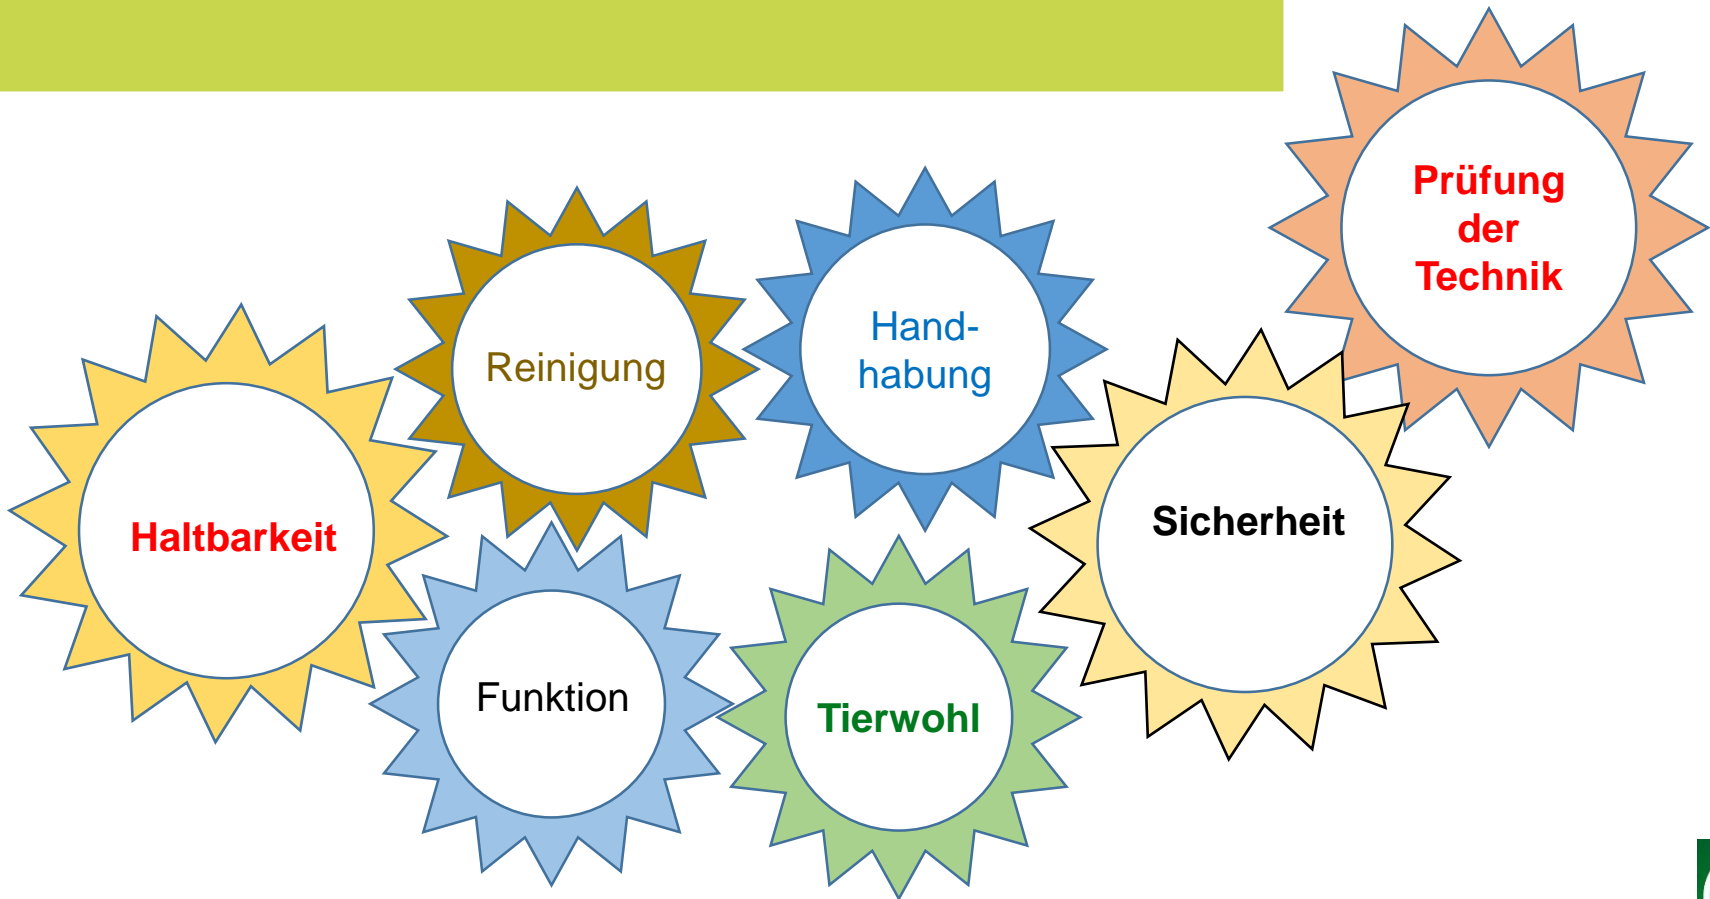 Prüfung
der
Technik
Reinigung
Hand-
habung
Haltbarkeit
Sicherheit
Funktion
Tierwohl